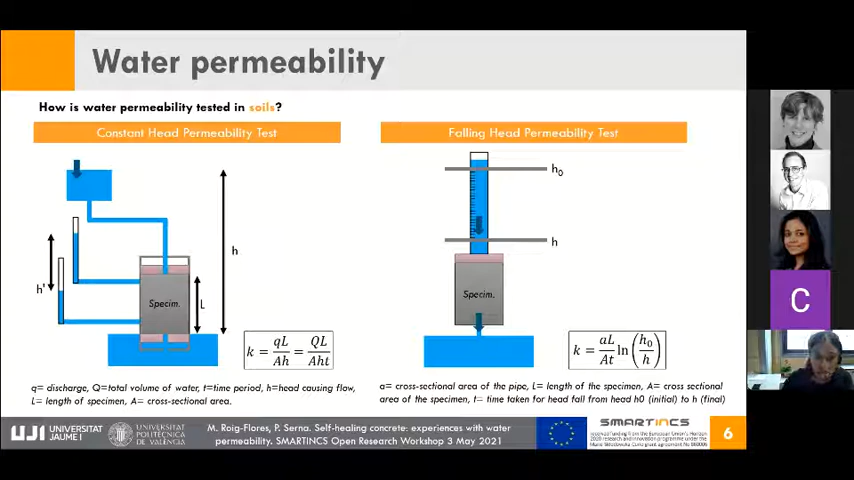 Water permeability
How is water permeability tested in soils?
Constant Head Permeability Test
Falling Head Permeability Test
h
h'
L
Specim.
k = qL/Ah = QL/Aht
h₀
h
Specim.
k = aL/At ln(h₀/h)
q= discharge, Q=total volume of water, t=time period, h=head causing flow,
L= length of specimen, A= cross-sectional area.
a= cross-sectional area of the pipe, L= length of the specimen, A= cross sectional
area of the specimen, t= time taken for head fall from head h0 (initial) to h (final)
UJI UNIVERSITAT
JAUME I
UNIVERSITAT
POLITÈCNICA
DE VALÈNCIA
M. Roig-Flores, P. Serna. Self-healing concrete: experiences with water
permeability. SMARTINCS Open Research Workshop 3 May 2021
SMARTINCS
6
C